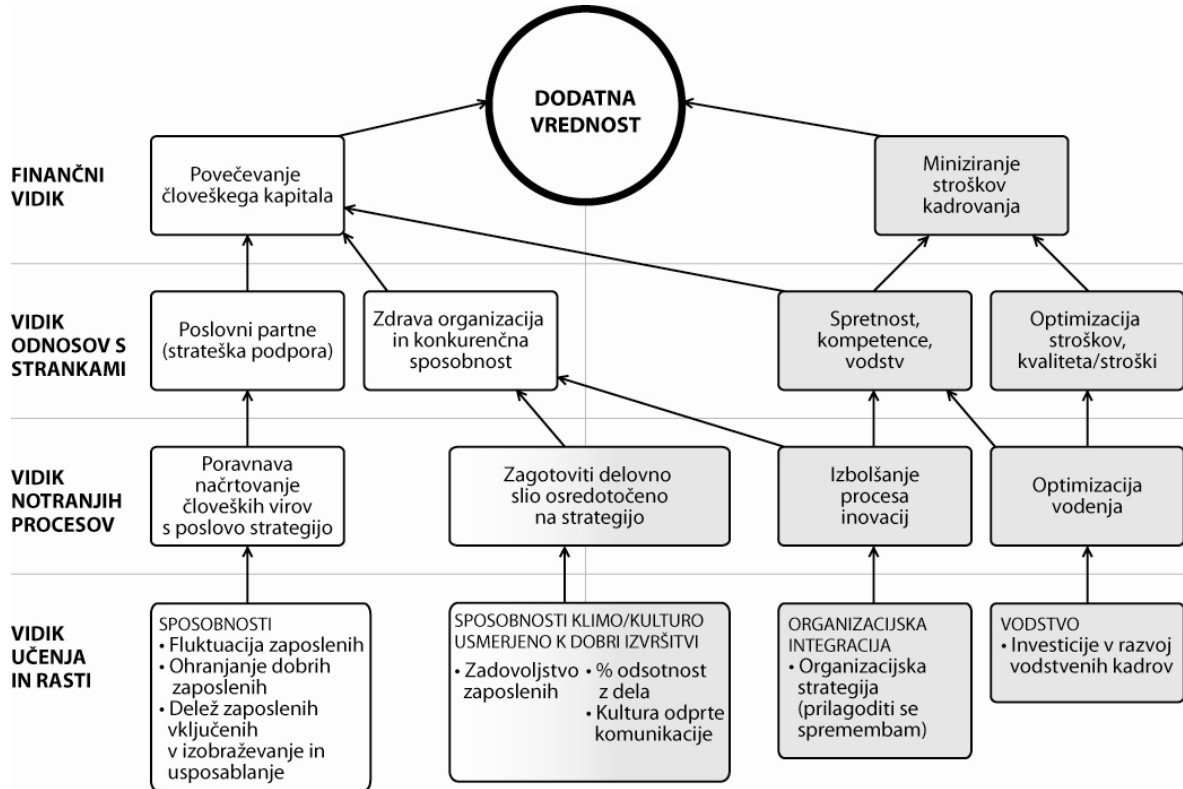 DODATNA
VREDNOST
FINANČNI
VIDIK
Povečevanje
človeškega kapitala
Miniziranje
stroškov
kadrovanja
VIDIK
ODNOSOV S
STRANKAMI
Poslovni partne
(strateška podpora)
Zdrava organizacija
in konkurenčna
sposobnost
Spretnost,
kompetence,
vodstv
Optimizacija
stroškov,
kvaliteta/stroški
VIDIK
NOTRANJIH
PROCESOV
Poravnava
načrtovanje
človeških virov
s poslovo strategijo
Zagotoviti delovno
slio osredotočeno
na strategijo
Izbolšanje
procesa
inovacij
Optimizacija
vodenja
VIDIK
UČENJA
IN RASTI
SPOSOBNOSTI
• Fluktuacija zaposlenih
• Ohranjanje dobrih
zaposlenih
• Delež zaposlenih
vključenih
v izobraževanje in
usposablanje
SPOSOBNOSTI KLIMO/KULTURO
USMERJENO K DOBRI IZVRŠITVI
• Zadovoljstvo
zaposlenih
• % odsotnost
z dela
• Kultura odprte
komunikacije
ORGANIZACIJSKA
INTEGRACIJA
• Organizacijska
strategija
(prilagoditi se
spremembam)
VODSTVO
• Investicije v razvoj
vodstvenih kadrov